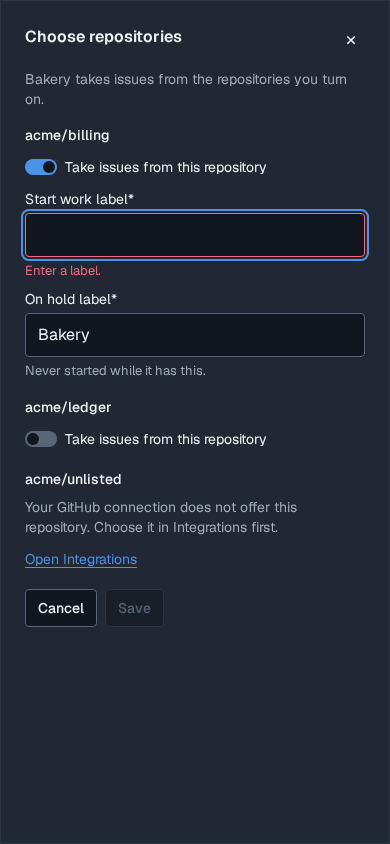 Choose repositories
Bakery takes issues from the repositories you turn
on.
acme/billing
Take issues from this repository
Start work label*
Enter a label.
On hold label*
Bakery
Never started while it has this.
acme/ledger
Take issues from this repository
acme/unlisted
Your GitHub connection does not offer this
repository. Choose it in Integrations first.
Open Integrations
Cancel Save